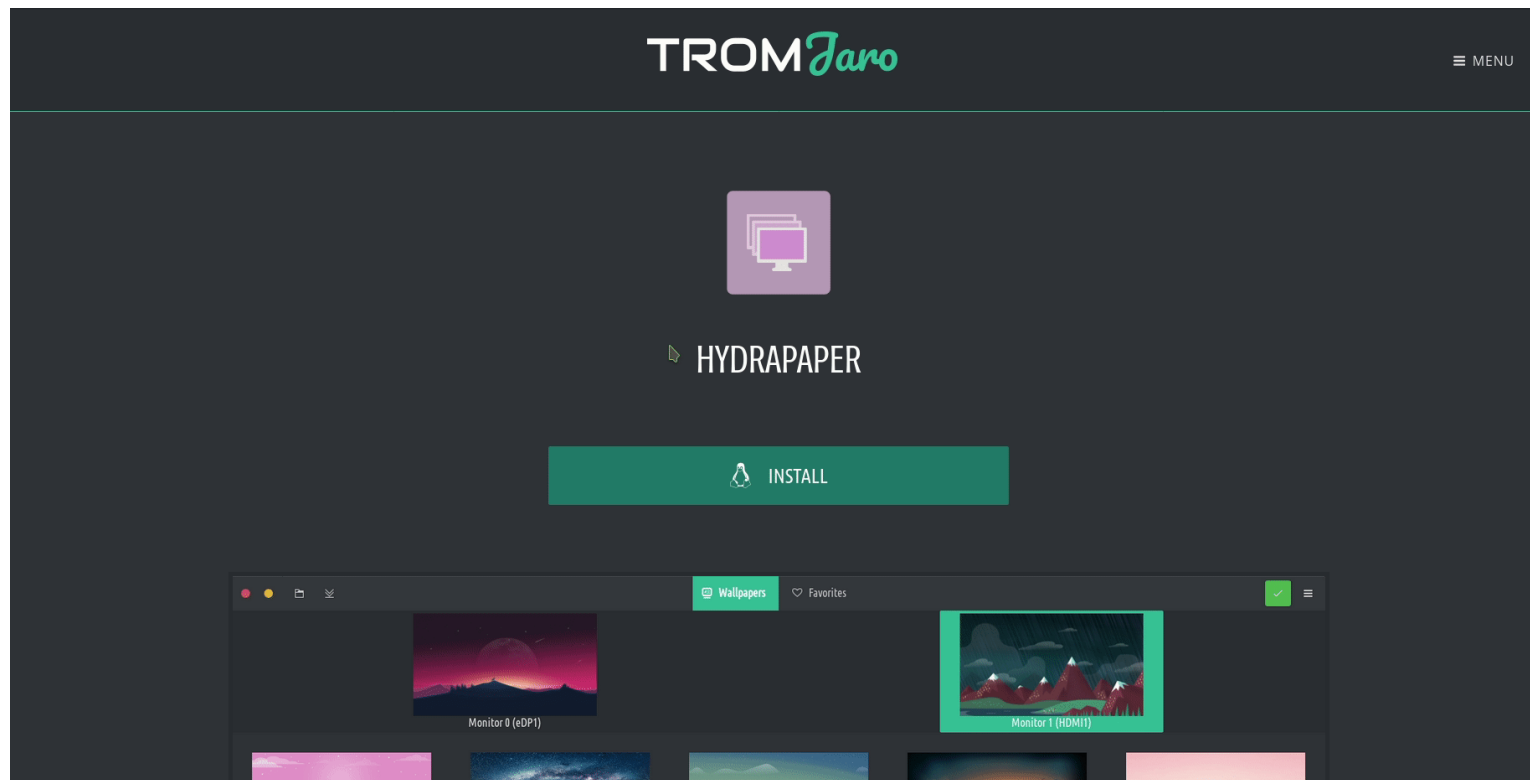 TROMJaro
MENU
HYDRAPAPER
INSTALL
Wallpapers
Favorites
Monitor 0 (eDP1)
Monitor 1 (HDMI1)